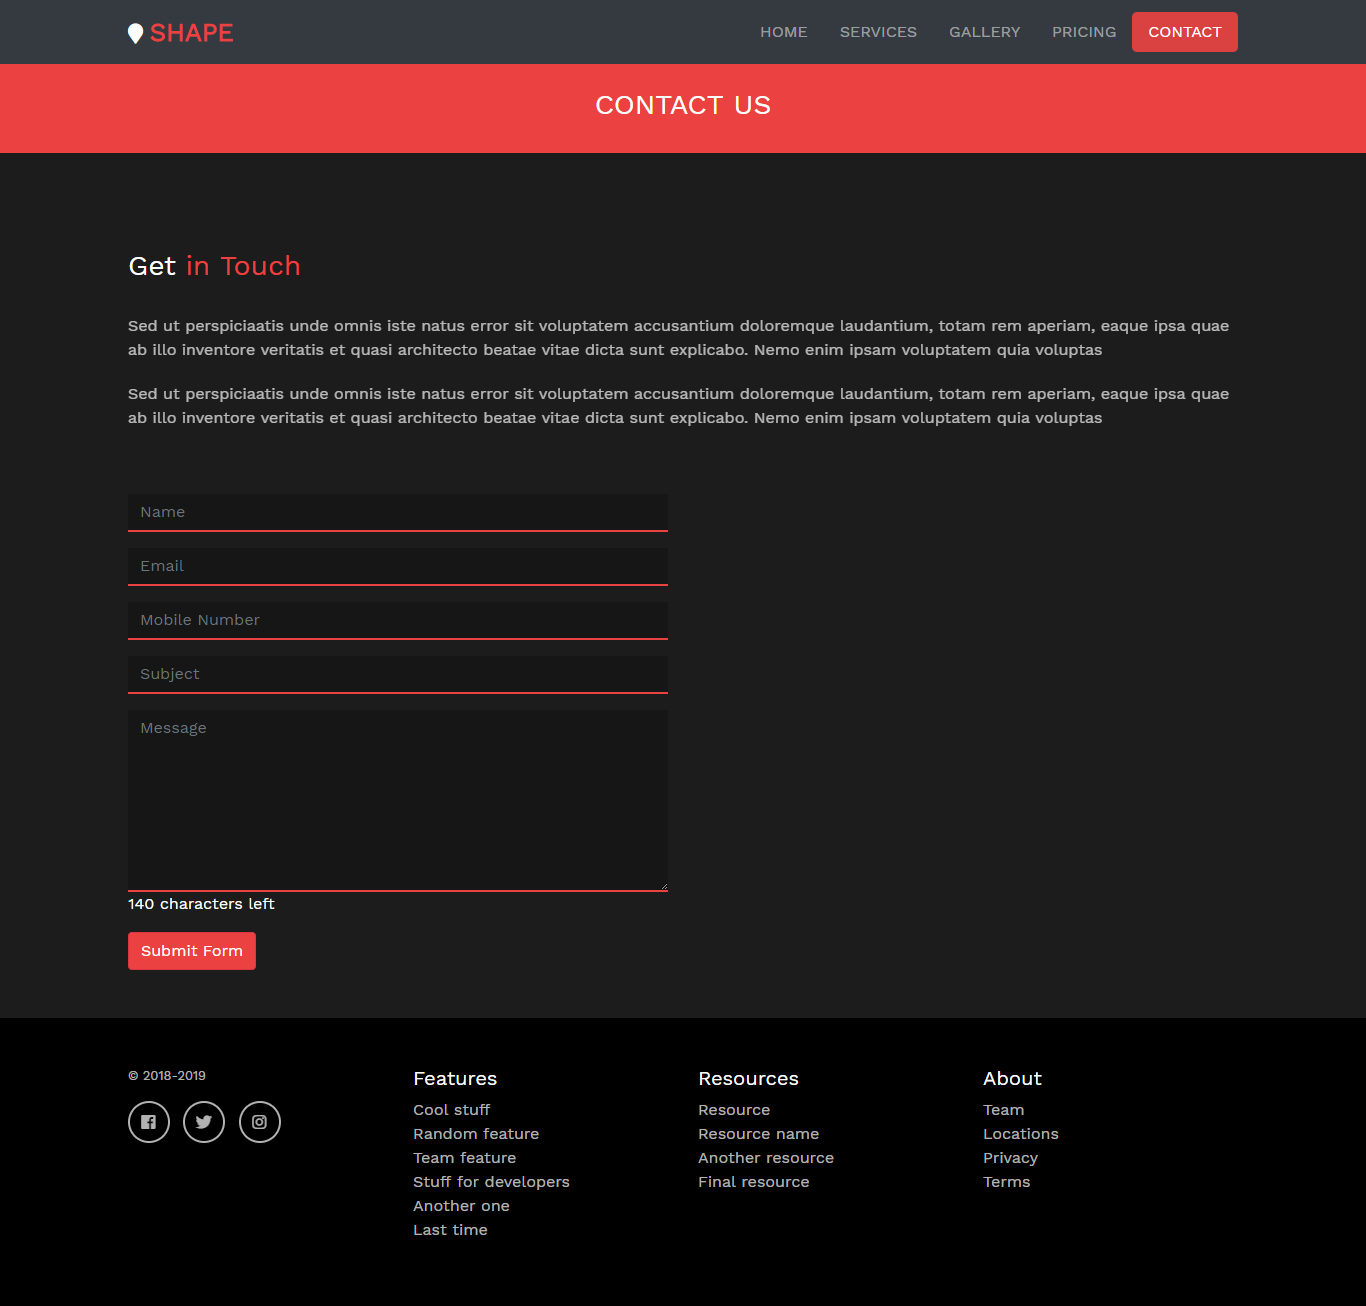 SHAPE
HOME SERVICES GALLERY PRICING CONTACT
CONTACT US
Get in Touch
Sed ut perspiciaatis unde omnis iste natus error sit voluptatem accusantium doloremque laudantium, totam rem aperiam, eaque ipsa quae
ab illo inventore veritatis et quasi architecto beatae vitae dicta sunt explicabo. Nemo enim ipsam voluptatem quia voluptas
Sed ut perspiciaatis unde omnis iste natus error sit voluptatem accusantium doloremque laudantium, totam rem aperiam, eaque ipsa quae
ab illo inventore veritatis et quasi architecto beatae vitae dicta sunt explicabo. Nemo enim ipsam voluptatem quia voluptas
Name
Email
Mobile Number
Subject
Message
140 characters left
Submit Form
© 2018-2019
Features
Cool stuff
Random feature
Team feature
Stuff for developers
Another one
Last time
Resources
Resource
Resource name
Another resource
Final resource
About
Team
Locations
Privacy
Terms